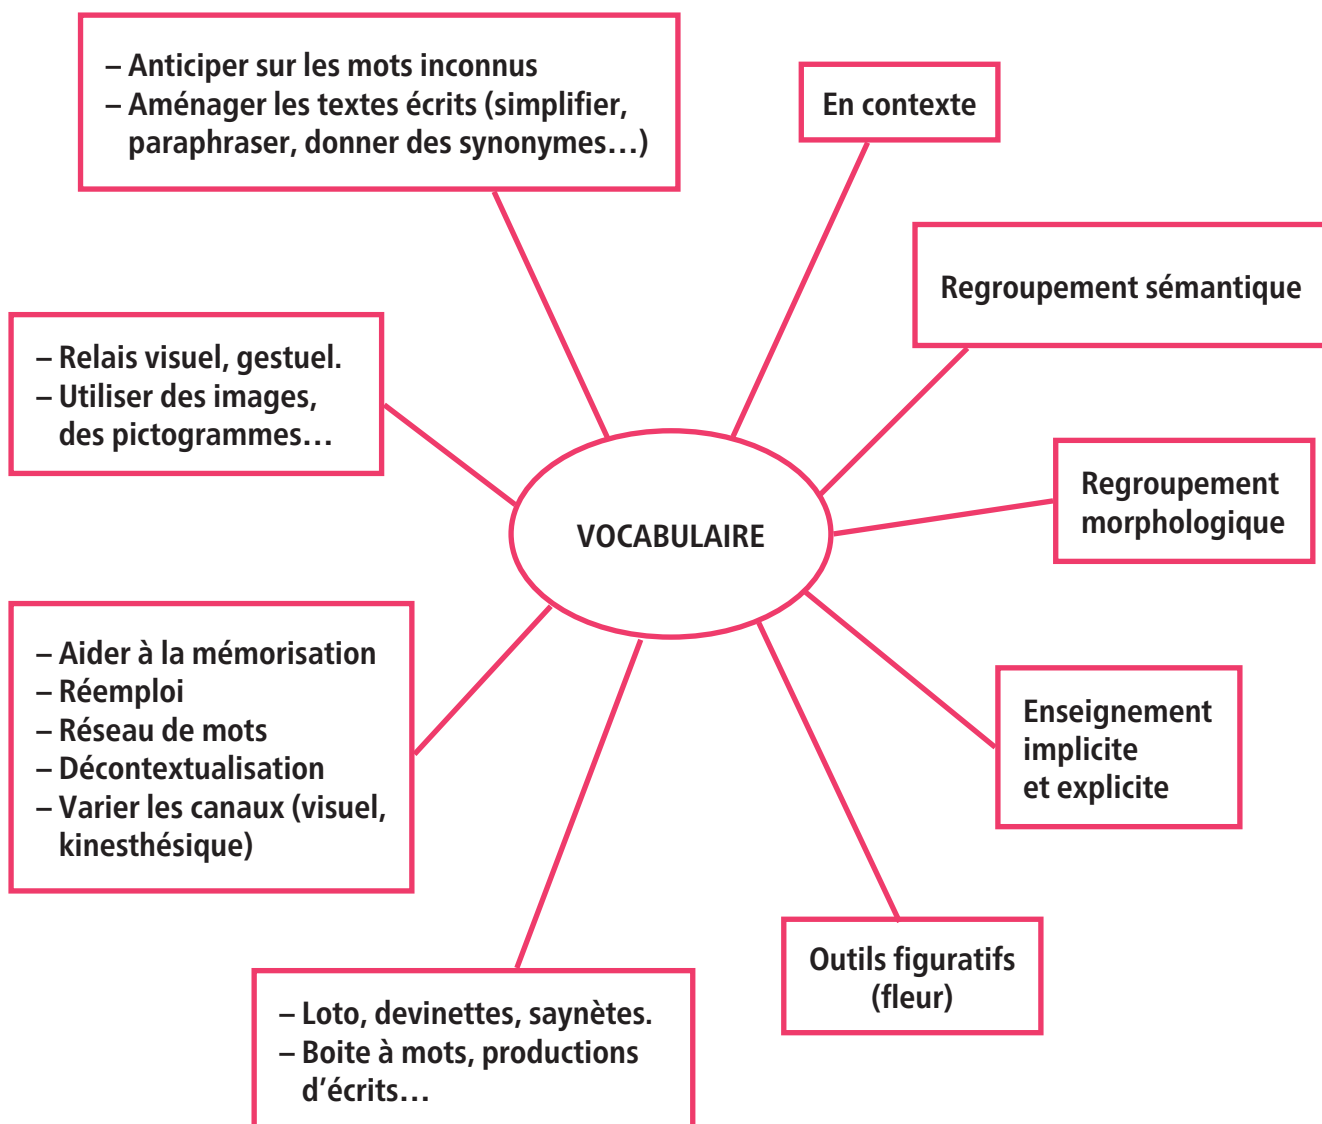 – Anticiper sur les mots inconnus
– Aménager les textes écrits (simplifier,
paraphraser, donner des synonymes…)
En contexte
Regroupement sémantique
– Relais visuel, gestuel.
– Utiliser des images,
des pictogrammes…
Regroupement
morphologique
VOCABULAIRE
– Aider à la mémorisation
– Réemploi
– Réseau de mots
– Décontextualisation
– Varier les canaux (visuel,
kinesthésique)
Enseignement
implicite
et explicite
Outils figuratifs
(fleur)
– Loto, devinettes, saynètes.
– Boite à mots, productions
d’écrits…